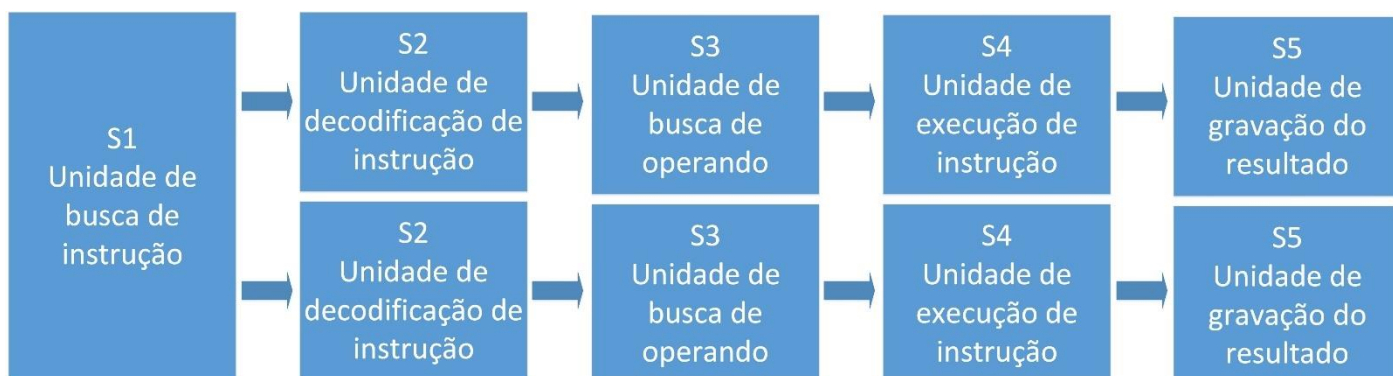 S1
Unidade de
busca de
instrução
S2
Unidade de
decodificação de
instrução
S3
Unidade de
busca de
operando
S4
Unidade de
execução de
instrução
S5
Unidade de
gravação do
resultado
S2
Unidade de
decodificação de
instrução
S3
Unidade de
busca de
operando
S4
Unidade de
execução de
instrução
S5
Unidade de
gravação do
resultado